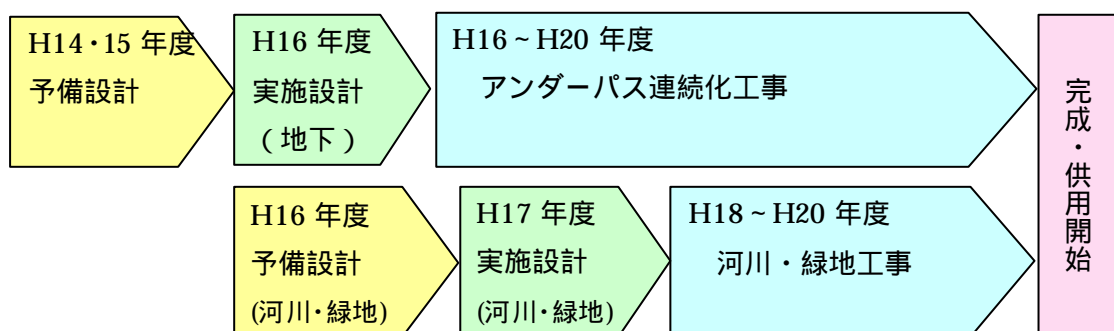 H14・15 年度
予備設計
H16 年度
実施設計
（地下）
H16～H20 年度
アンダーパス連続化工事
H16 年度
予備設計
(河川・緑地)
H17 年度
実施設計
(河川・緑地)
H18～H20 年度
河川・緑地工事
完成・供用開始